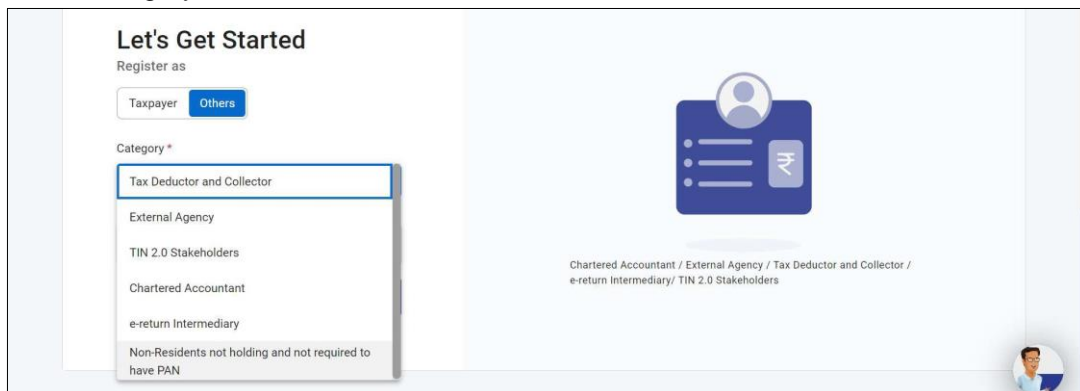 Let's Get Started
Register as
Taxpayer Others
Category *
Tax Deductor and Collector
External Agency
TIN 2.0 Stakeholders
Chartered Accountant
e-return Intermediary
Non-Residents not holding and not required to
have PAN
₹
Chartered Accountant / External Agency / Tax Deductor and Collector /
e-return Intermediary/ TIN 2.0 Stakeholders